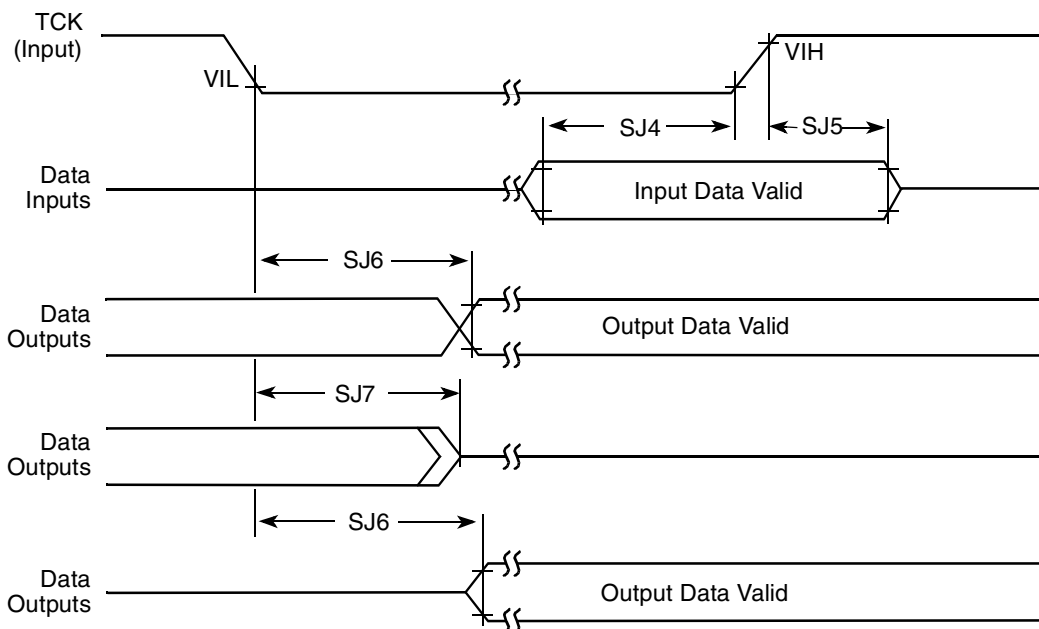 TCK
(Input)
VIL
VIH
SJ4
SJ5
Data
Inputs
Input Data Valid
SJ6
Data
Outputs
Output Data Valid
SJ7
Data
Outputs
SJ6
Data
Outputs
Output Data Valid